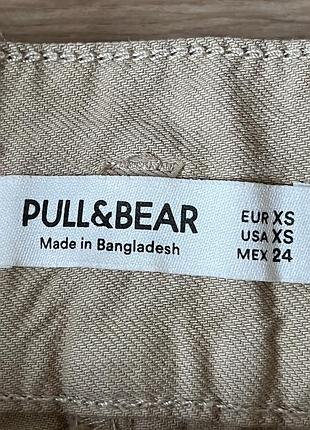 PULL&BEAR
Made in Bangladesh
EUR XS
USA XS
MEX 24